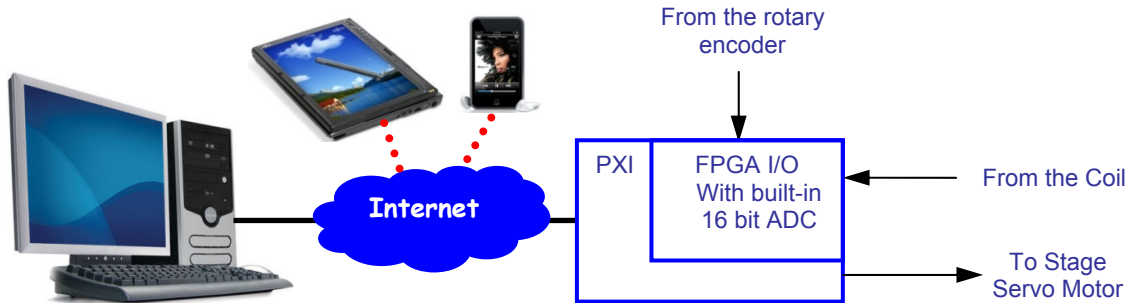 From the rotary
encoder
PXI
FPGA I/O
With built-in
16 bit ADC
From the Coil
Internet
To Stage
Servo Motor